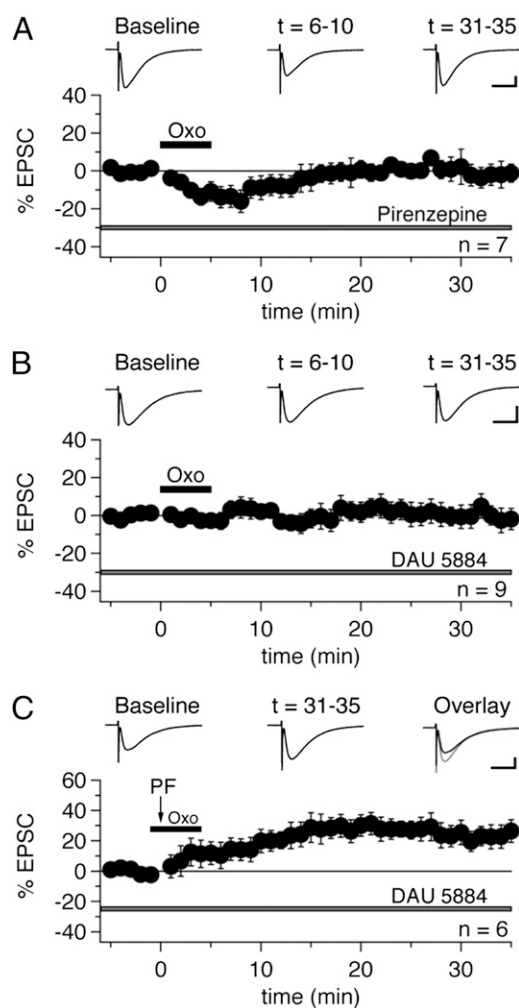 A
Baseline
t = 6-10
t = 31-35
% EPSC
40
20
0
-20
-40
Oxo
Pirenzepine
n = 7
0
10
20
30
time (min)
B
Baseline
t = 6-10
t = 31-35
% EPSC
40
20
0
-20
-40
Oxo
DAU 5884
n = 9
0
10
20
30
time (min)
C
Baseline
t = 31-35
Overlay
% EPSC
60
40
20
0
-20
-40
PF
Oxo
DAU 5884
n = 6
0
10
20
30
time (min)